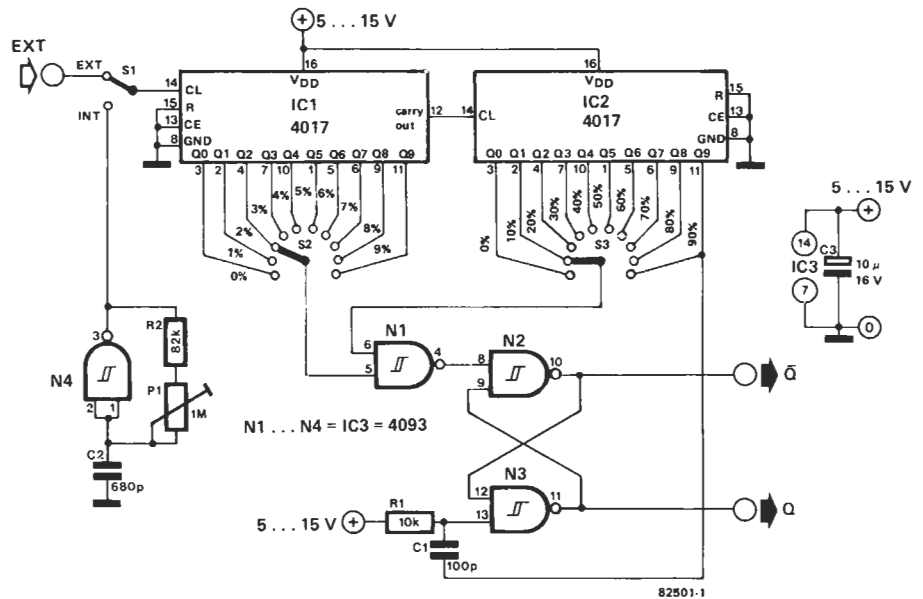 5 . . . 15 V
EXT
EXT
S1
INT
16
VDD
14
CL
IC1
15
R
4017
carry out
12
13
CE
8
GND
Q0 Q1 Q2 Q3 Q4 Q5 Q6 Q7 Q8 Q9
3 2 4 7 10 1 5 6 9 11
0% 1% 2% 3% 4% 5% 6% 7% 8% 9%
S2
16
VDD
14
CL
IC2
4017
R
15
CE
13
GND
8
Q0 Q1 Q2 Q3 Q4 Q5 Q6 Q7 Q8 Q9
3 2 4 7 10 1 5 6 9 11
0% 10% 20% 30% 40% 50% 60% 70% 80% 90%
S3
5 . . . 15 V
14
C3
IC3
10 µ
16 V
7
0
3
R2
82k
N4
P1
1M
2 1
C2
680p
N1
6
5
4
N2
8
9
10
Q̄
N1 . . . N4 = IC3 = 4093
N3
12
13
11
Q
5 . . . 15 V
R1
10k
C1
100p
82501-1